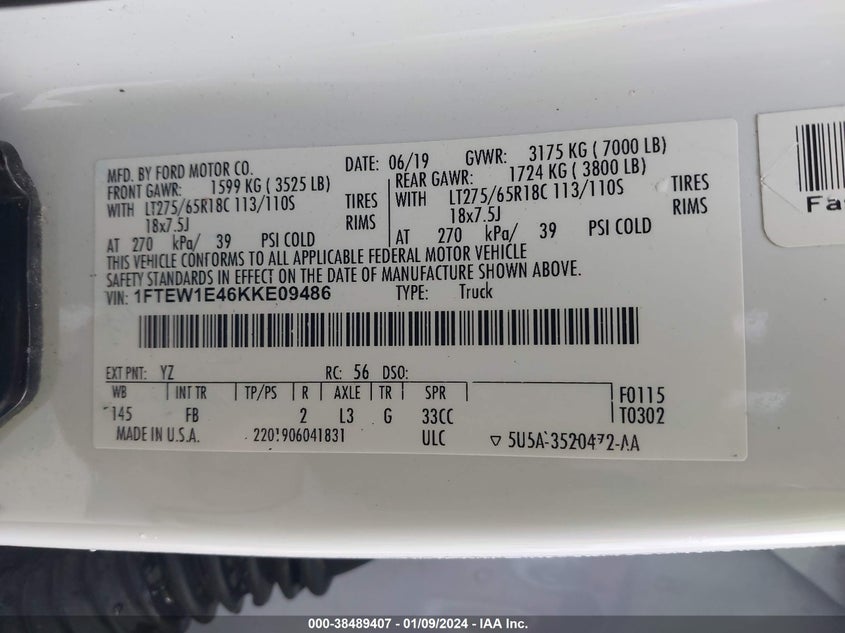 MFD. BY FORD MOTOR CO. DATE: 06/19 GVWR: 3175 KG ( 7000 LB)
FRONT GAWR: 1599 KG ( 3525 LB) REAR GAWR: 1724 KG ( 3800 LB)
WITH LT275/65R18C 113/110S TIRES WITH LT275/65R18C 113/110S TIRES
18x7.5J RIMS 18x7.5J RIMS
AT 270 kPa/ 39 PSI COLD AT 270 kPa/ 39 PSI COLD
THIS VEHICLE CONFORMS TO ALL APPLICABLE FEDERAL MOTOR VEHICLE
SAFETY STANDARDS IN EFFECT ON THE DATE OF MANUFACTURE SHOWN ABOVE.
VIN: 1FTEW1E46KKE09486 TYPE: Truck
EXT PNT: YZ RC: 56 DSO:
WB INT TR TP/PS R AXLE TR SPR F0115
145 FB 2 L3 G 33CC T0302
MADE IN U.S.A. 2201906041831 ULC 5U5A-3520472-AA
000-38489407 - 01/09/2024 - IAA Inc.